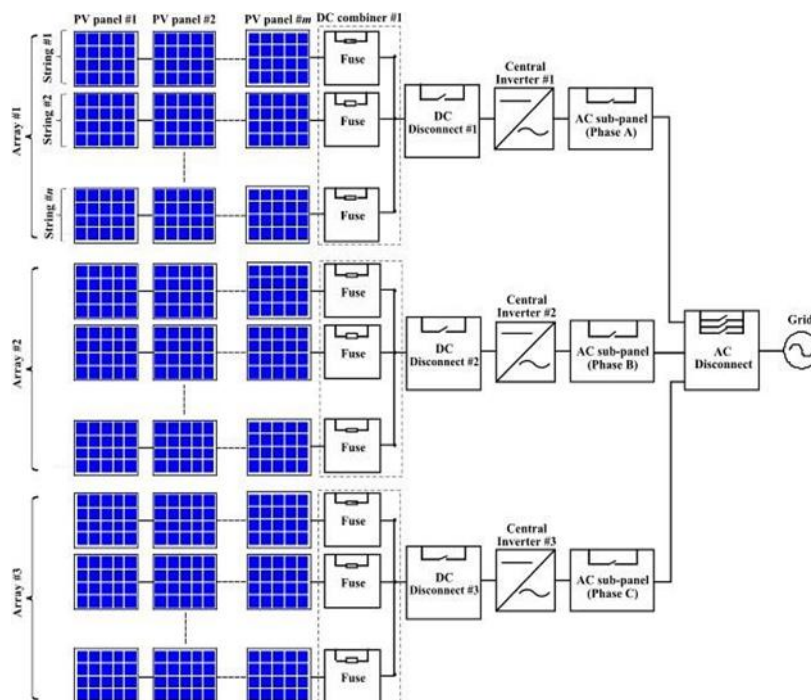 PV panel #1
PV panel #2
PV panel #m
DC combiner #1
Array #1
String #1
String #2
String #n
Fuse
Fuse
Fuse
DC
Disconnect #1
Central
Inverter #1
AC sub-panel
(Phase A)
Array #2
Fuse
Fuse
Fuse
DC
Disconnect #2
Central
Inverter #2
AC sub-panel
(Phase B)
AC
Disconnect
Grid
Array #3
Fuse
Fuse
Fuse
DC
Disconnect #3
Central
Inverter #3
AC sub-panel
(Phase C)